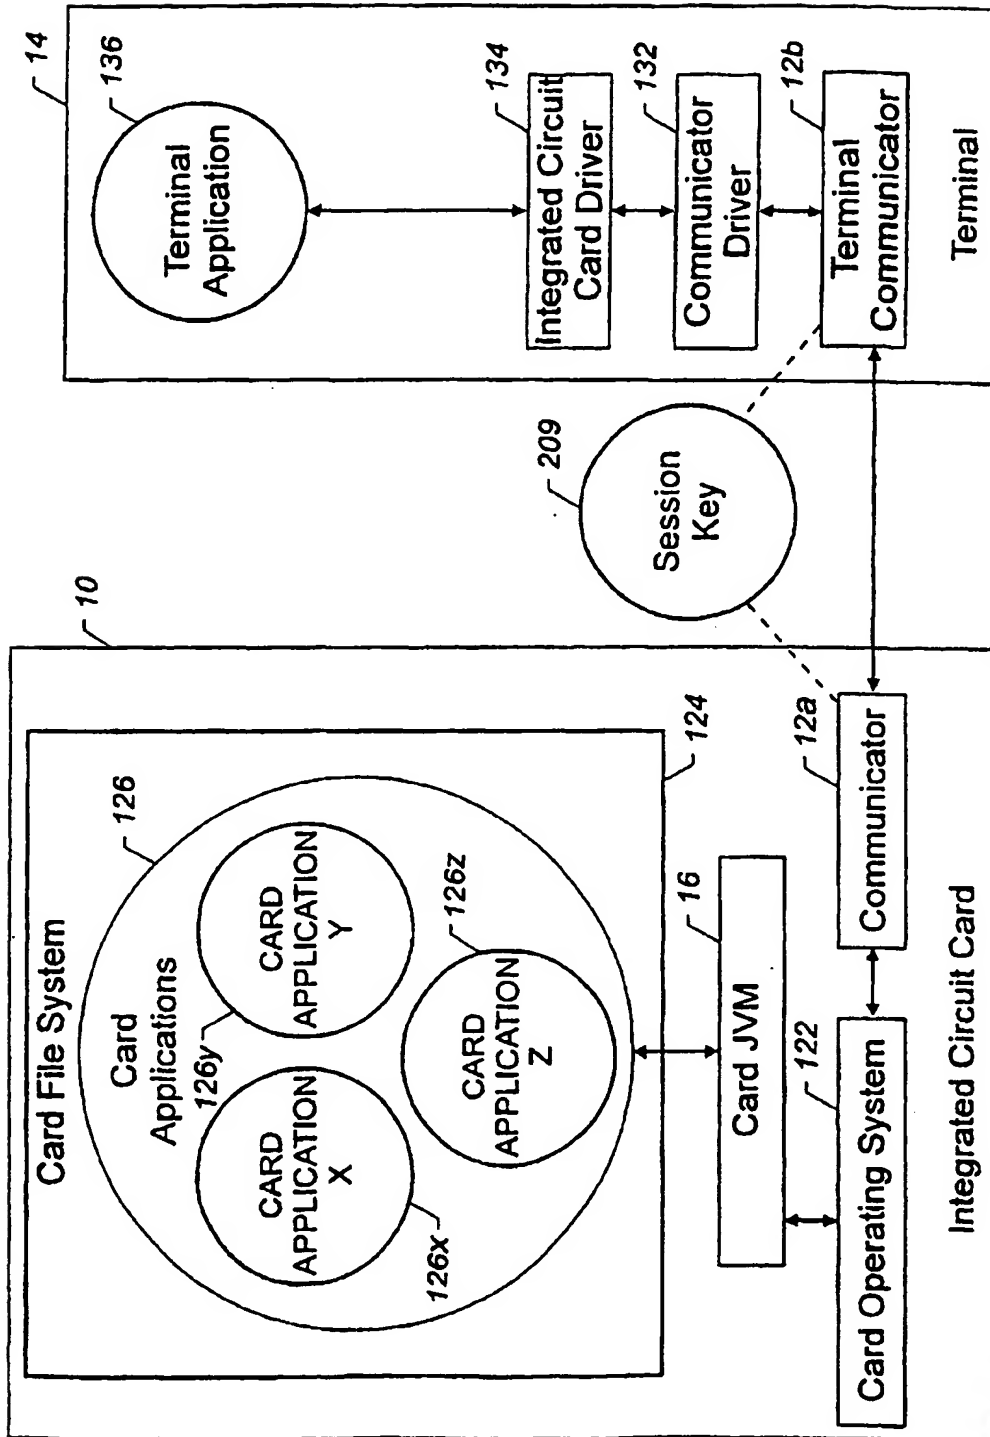 10
14
Card File System
126
Card
Applications
126y
CARD
APPLICATION
X
CARD
APPLICATION
Y
126x
CARD
APPLICATION
Z
126z
124
Card JVM
16
Card Operating System
122
Communicator
12a
Integrated Circuit Card
Session
Key
209
Terminal
Application
136
Integrated Circuit
Card Driver
134
Communicator
Driver
132
Terminal
Communicator
12b
Terminal